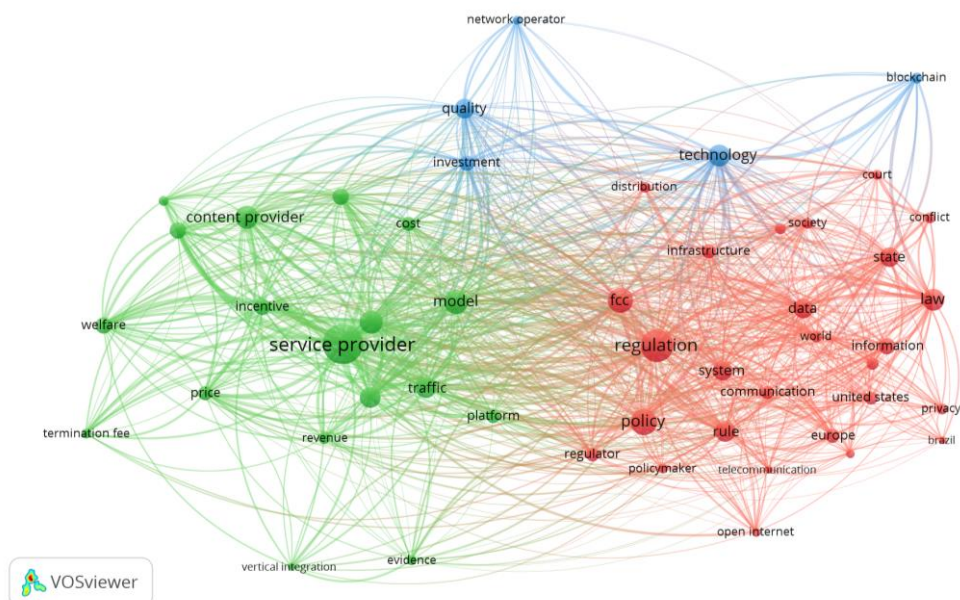 network operator
blockchain
quality
technology
investment
court
distribution
content provider
cost
society
conflict
infrastructure
state
model
fcc
law
incentive
data
welfare
world
service provider
regulation
information
system
traffic
price
communication
united states
platform
policy
privacy
termination fee
revenue
rule
europe
brazil
regulator
policymaker
telecommunication
open internet
evidence
vertical integration
VOSviewer